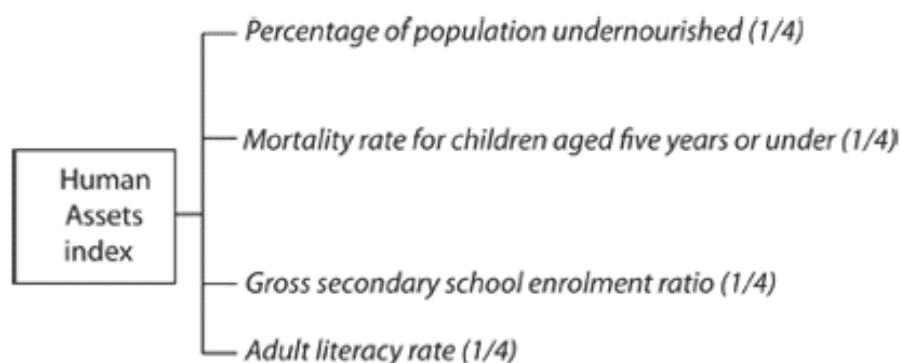 Percentage of population undernourished (1/4)
Mortality rate for children aged five years or under (1/4)
Human
Assets
index
Gross secondary school enrolment ratio (1/4)
Adult literacy rate (1/4)